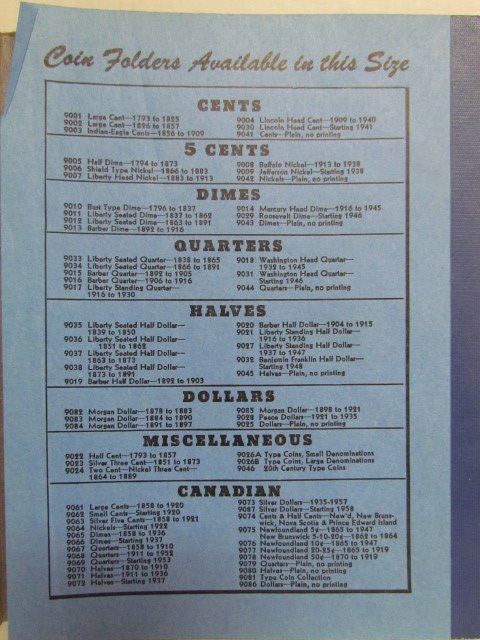 Coin Folders Available in this Size
CENTS
9001 Large Cent—1793 to 1825
9002 Large Cent—1826 to 1857
9003 Indian-Eagle Cents—1856 to 1909
9004 Lincoln Head Cent—1909 to 1940
9030 Lincoln Head Cent—Starting 1941
9041 Cents—Plain, no printing
5 CENTS
9005 Half Dime—1794 to 1873
9006 Shield Type Nickel—1866 to 1883
9007 Liberty Head Nickel—1883 to 1913
9008 Buffalo Nickel—1913 to 1938
9009 Jefferson Nickel—Starting 1938
9042 Nickels—Plain, no printing
DIMES
9010 Bust Type Dime—1796 to 1837
9011 Liberty Seated Dime—1837 to 1862
9012 Liberty Seated Dime—1863 to 1891
9013 Barber Dime—1892 to 1916
9014 Mercury Head Dime—1916 to 1945
9029 Roosevelt Dime—Starting 1946
9043 Dimes—Plain, no printing
QUARTERS
9033 Liberty Seated Quarter—1838 to 1865
9034 Liberty Seated Quarter—1866 to 1891
9015 Barber Quarter—1892 to 1905
9016 Barber Quarter—1906 to 1916
9017 Liberty Standing Quarter—
1916 to 1930
9018 Washington Head Quarter—
1932 to 1945
9031 Washington Head Quarter—
Starting 1946
9044 Quarters—Plain, no printing
HALVES
9035 Liberty Seated Half Dollar—
1839 to 1850
9036 Liberty Seated Half Dollar—
1851 to 1862
9037 Liberty Seated Half Dollar—
1863 to 1873
9038 Liberty Seated Half Dollar—
1873 to 1891
9019 Barber Half Dollar—1892 to 1903
9020 Barber Half Dollar—1904 to 1915
9021 Liberty Standing Half Dollar—
1916 to 1936
9027 Liberty Standing Half Dollar—
1937 to 1947
9032 Benjamin Franklin Half Dollar—
Starting 1948
9045 Halves—Plain, no printing
DOLLARS
9082 Morgan Dollar—1878 to 1883
9083 Morgan Dollar—1884 to 1890
9084 Morgan Dollar—1891 to 1897
9085 Morgan Dollar—1898 to 1921
9028 Peace Dollar—1921 to 1935
9025 Dollars—Plain, no printing
MISCELLANEOUS
9022 Half Cent—1793 to 1857
9023 Silver Three Cent—1851 to 1873
9024 Two Cent—Nickel Three Cent—
1864 to 1889
9026A Type Coins, Small Denominations
9026B Type Coins, Large Denominations
9046 20th Century Type Coins
CANADIAN
9061 Large Cents—1858 to 1920
9062 Small Cents—Starting 1920
9063 Silver Five Cents—1858 to 1921
9064 Nickels—Starting 1922
9065 Dimes—1858 to 1936
9066 Dimes—Starting 1937
9067 Quarters—1858 to 1910
9068 Quarters—1911 to 1952
9069 Quarters—Starting 1953
9070 Halves—1870 to 1910
9071 Halves—1911 to 1936
9072 Halves—Starting 1937
9073 Silver Dollars—1935-1957
9087 Silver Dollars—Starting 1958
9074 Cents & Half Cents—New'd, New Bruns-
wick, Nova Scotia & Prince Edward Island
9075 Newfoundland 5¢—1865 to 1947
New Brunswick 5-10-20¢—1862 to 1864
9076 Newfoundland 10¢—1865 to 1947
9077 Newfoundland 20-25¢—1865 to 1919
9078 Newfoundland 50¢—1870 to 1919
9079 Quarters—Plain, no printing
9080 Halves—Plain, no printing
9081 Type Coin Collection
9086 Dollars—Plain, no printing